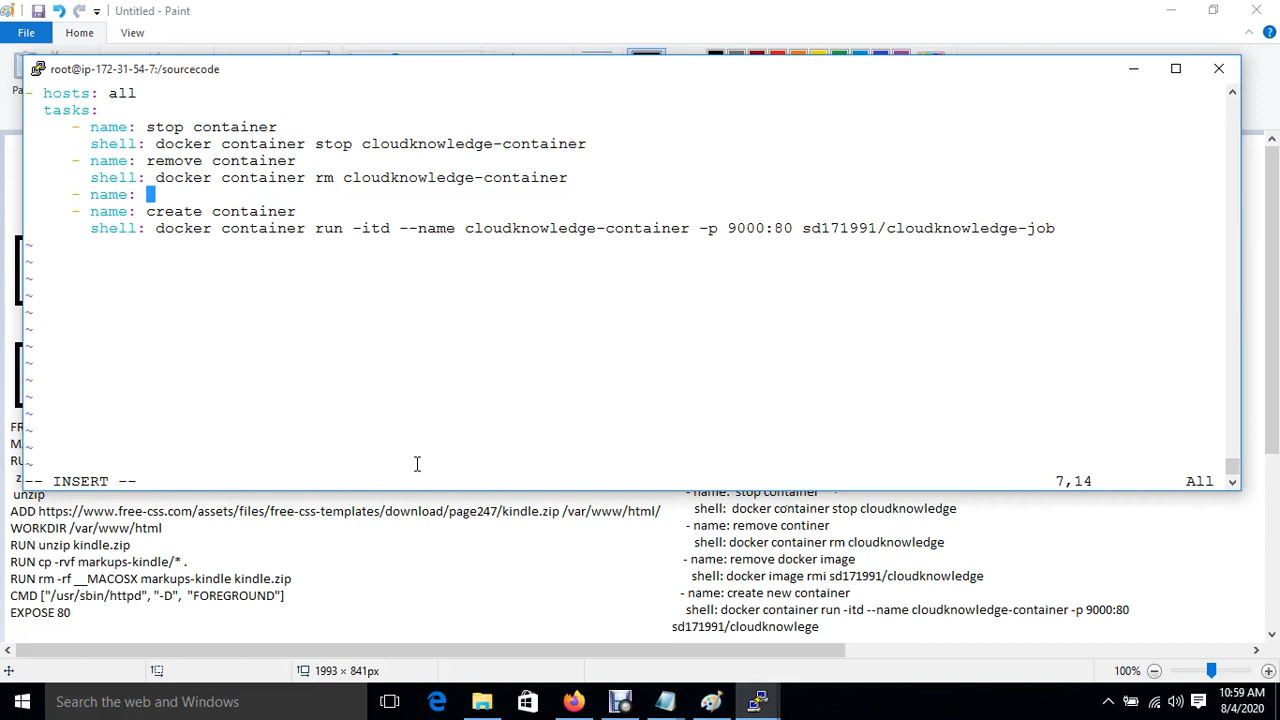 Untitled - Paint
File Home View
root@ip-172-31-54-7:/sourcecode
- hosts: all
tasks:
- name: stop container
shell: docker container stop cloudknowledge-container
- name: remove container
shell: docker container rm cloudknowledge-container
- name:
- name: create container
shell: docker container run -itd --name cloudknowledge-container -p 9000:80 sd171991/cloudknowledge-job
~
~
~
~
~
~
~
~
~
~
~
~
~
~
-- INSERT -- 7,14 All
unzip
ADD https://www.free-css.com/assets/files/free-css-templates/download/page247/kindle.zip /var/www/html/
WORKDIR /var/www/html
RUN unzip kindle.zip
RUN cp -rvf markups-kindle/* .
RUN rm -rf __MACOSX markups-kindle kindle.zip
CMD ["/usr/sbin/httpd", "-D", "FOREGROUND"]
EXPOSE 80
- name: stop container
shell: docker container stop cloudknowledge
- name: remove continer
shell: docker container rm cloudknowledge
- name: remove docker image
shell: docker image rmi sd171991/cloudknowledge
- name: create new container
shell: docker container run -itd --name cloudknowledge-container -p 9000:80
sd171991/cloudknowlege
1993 × 841px 100%
Search the web and Windows
10:59 AM
8/4/2020